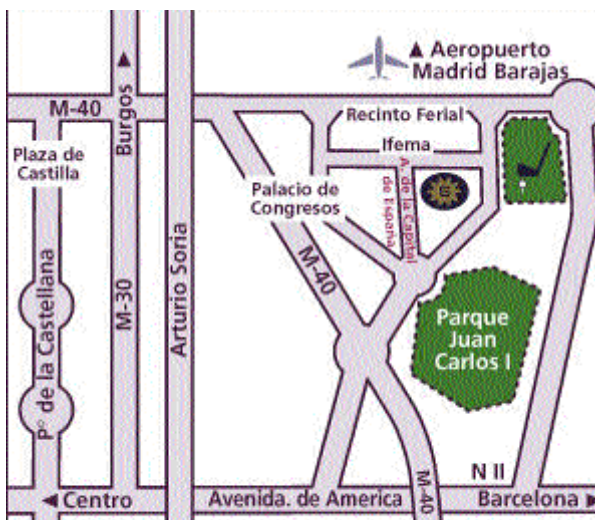 ▲ Aeropuerto
Madrid Barajas
M-40
Burgos ▲
Recinto Ferial
Ifema
Plaza de
Castilla
Palacio de
Congresos
A. de la Capital
de España
M-40
Pº de la Castellana
M-30
Arturio Soria
Parque
Juan
Carlos I
N II
◄ Centro
Avenida. de America
M-40
Barcelona ►